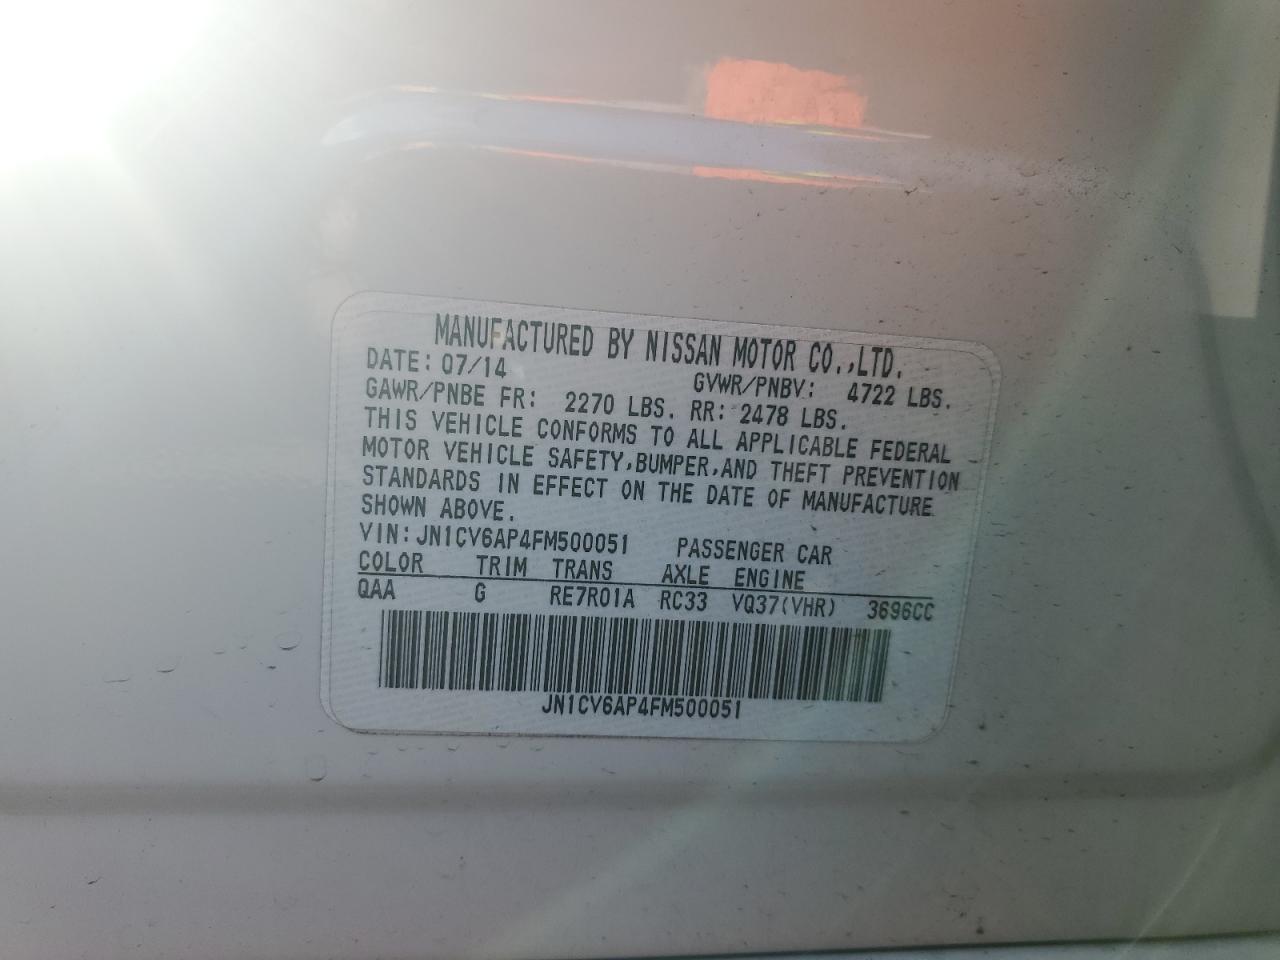 MANUFACTURED BY NISSAN MOTOR CO.,LTD.
DATE: 07/14 GVWR/PNBV: 4722 LBS.
GAWR/PNBE FR: 2270 LBS. RR: 2478 LBS.
THIS VEHICLE CONFORMS TO ALL APPLICABLE FEDERAL
MOTOR VEHICLE SAFETY,BUMPER,AND THEFT PREVENTION
STANDARDS IN EFFECT ON THE DATE OF MANUFACTURE
SHOWN ABOVE.
VIN: JN1CV6AP4FM500051 PASSENGER CAR
COLOR TRIM TRANS AXLE ENGINE
QAA G RE7R01A RC33 VQ37(VHR) 3696CC
JN1CV6AP4FM500051